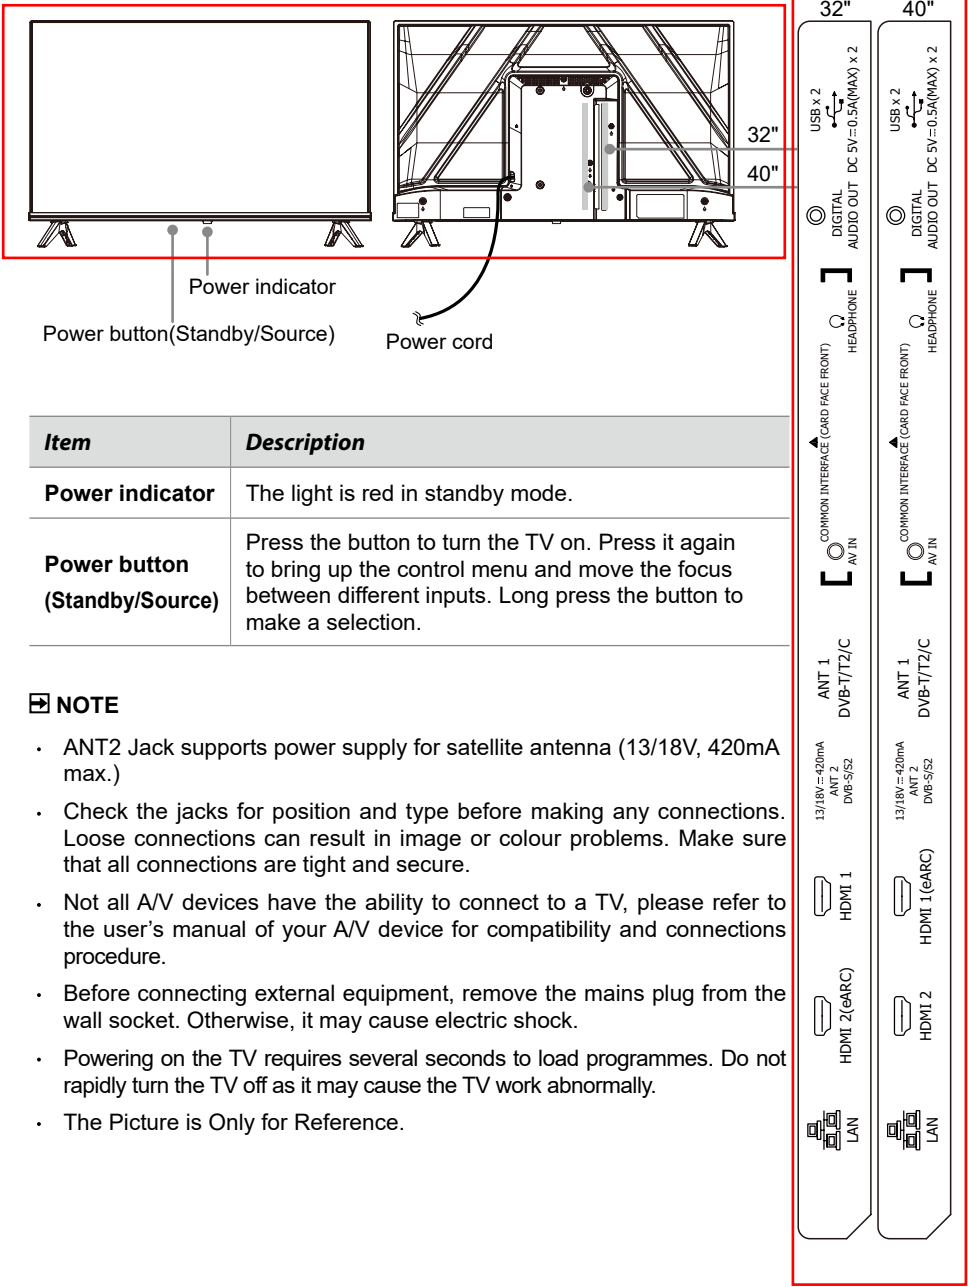 32"
40"
Power indicator
Power button(Standby/Source)
Power cord
32"
40"
Item Description
Power indicator The light is red in standby mode.
Power button
(Standby/Source)
Press the button to turn the TV on. Press it again
to bring up the control menu and move the focus
between different inputs. Long press the button to
make a selection.
NOTE
• ANT2 Jack supports power supply for satellite antenna (13/18V, 420mA
max.)
• Check the jacks for position and type before making any connections.
Loose connections can result in image or colour problems. Make sure
that all connections are tight and secure.
• Not all A/V devices have the ability to connect to a TV, please refer to
the user's manual of your A/V device for compatibility and connections
procedure.
• Before connecting external equipment, remove the mains plug from the
wall socket. Otherwise, it may cause electric shock.
• Powering on the TV requires several seconds to load programmes. Do not
rapidly turn the TV off as it may cause the TV work abnormally.
• The Picture is Only for Reference.
USB x 2
DC 5V⎓0.5A(MAX) x 2
DIGITAL
AUDIO OUT
HEADPHONE
COMMON INTERFACE (CARD FACE FRONT)
AV IN
ANT 1
DVB-T/T2/C
13/18V⎓420mA
ANT 2
DVB-S/S2
HDMI 1
HDMI 2(eARC)
LAN
USB x 2
DC 5V⎓0.5A(MAX) x 2
DIGITAL
AUDIO OUT
HEADPHONE
COMMON INTERFACE (CARD FACE FRONT)
AV IN
ANT 1
DVB-T/T2/C
13/18V⎓420mA
ANT 2
DVB-S/S2
HDMI 1(eARC)
HDMI 2
LAN